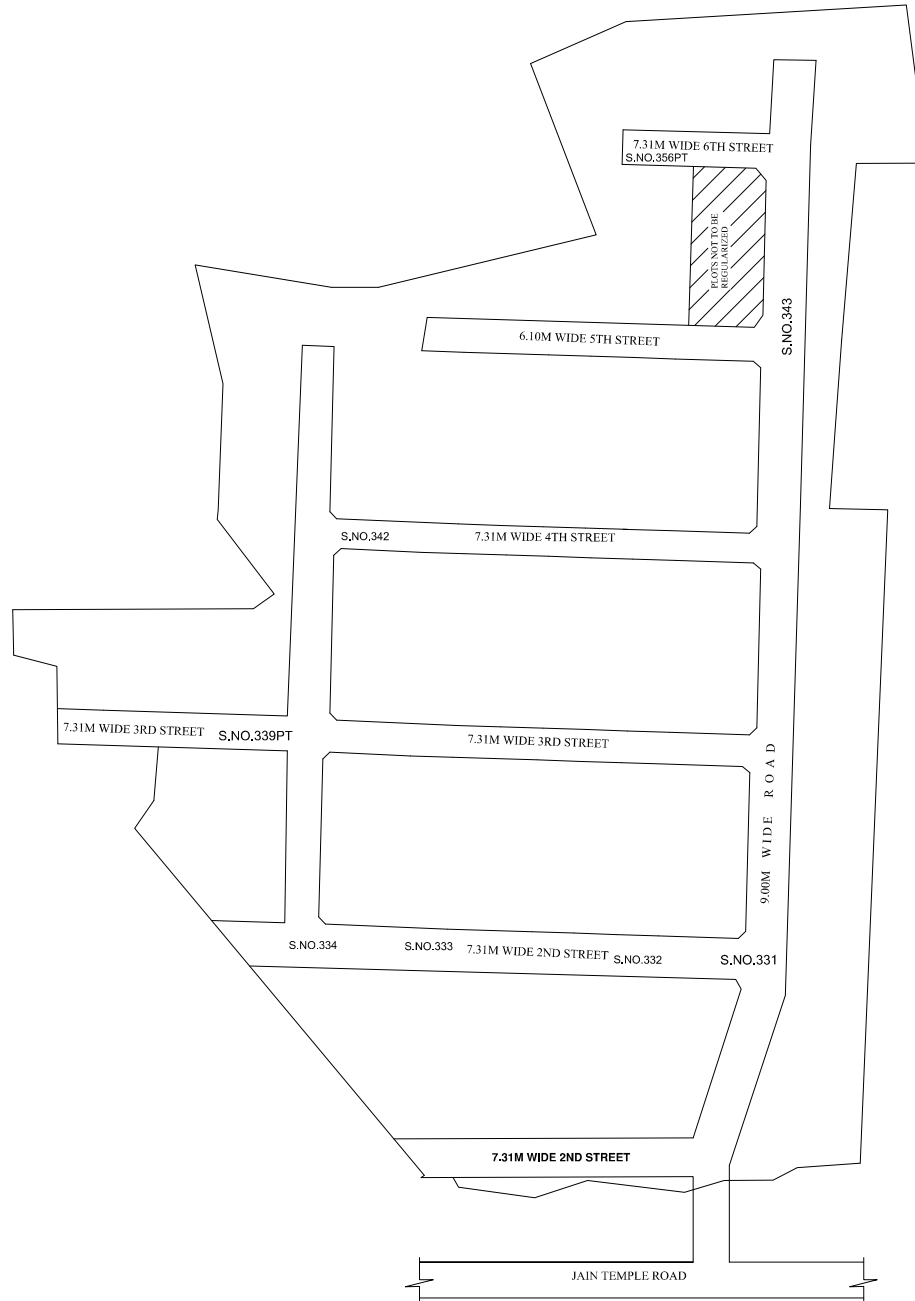 7.31M WIDE 6TH STREET
S.NO.356PT
PLOTS NOT TO BE
REGULARIZED
S.NO.343
6.10M WIDE 5TH STREET
S.NO.342
7.31M WIDE 4TH STREET
7.31M WIDE 3RD STREET
S.NO.339PT
7.31M WIDE 3RD STREET
9.00M WIDE ROAD
S.NO.334
S.NO.333
7.31M WIDE 2ND STREET
S.NO.332
S.NO.331
7.31M WIDE 2ND STREET
JAIN TEMPLE ROAD